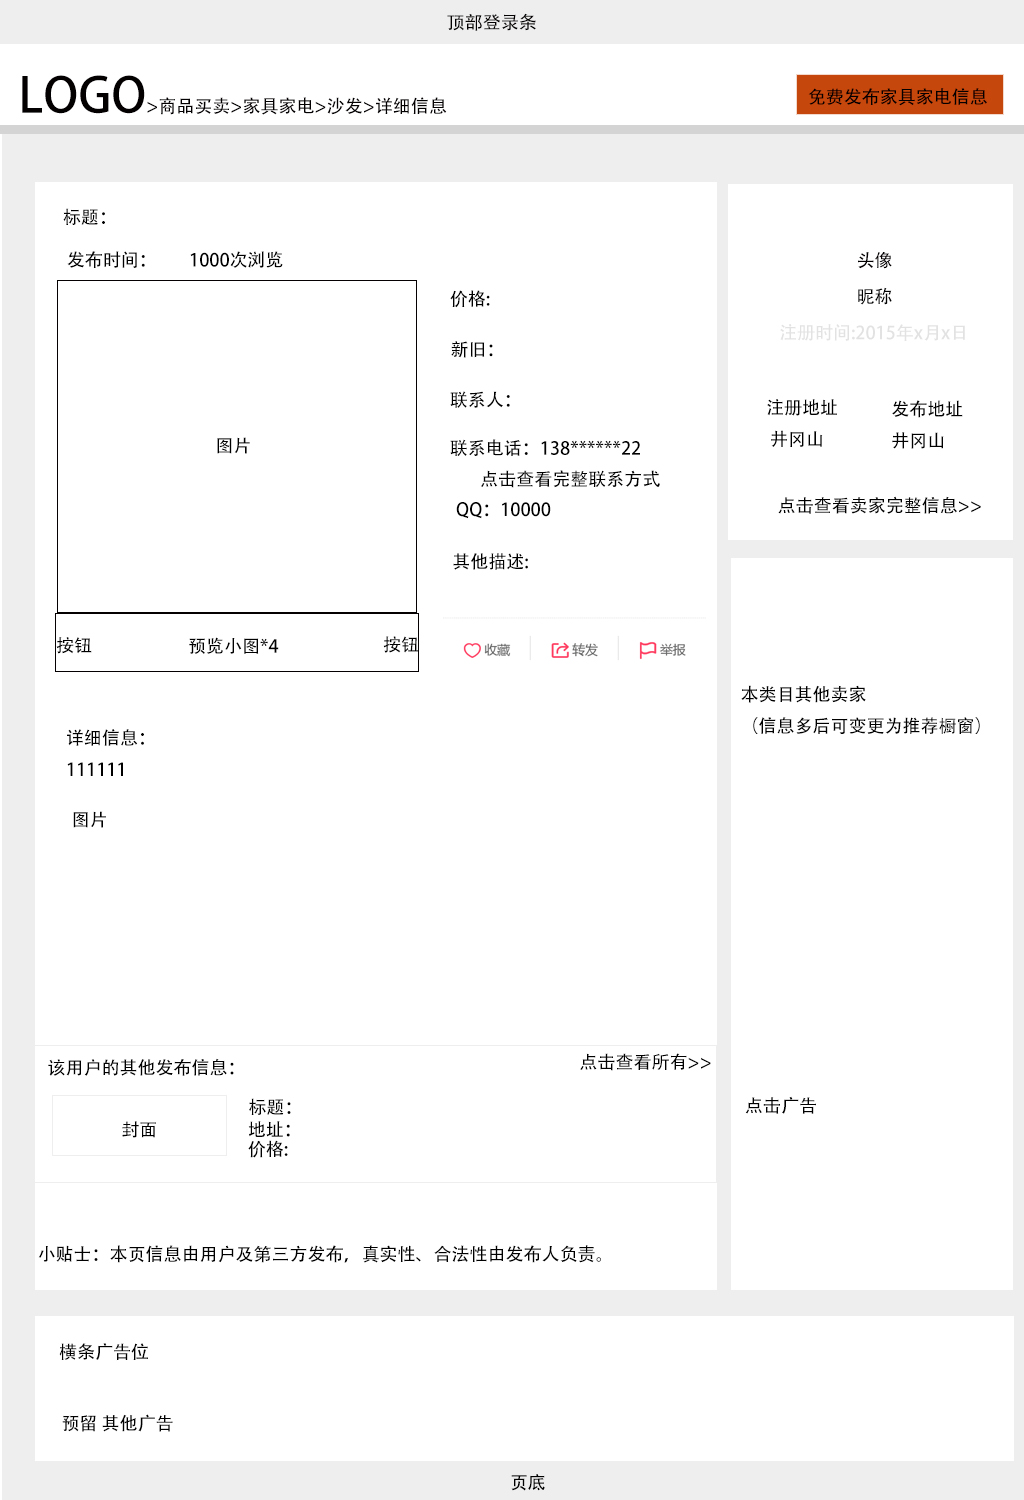 顶部登录条
LOGO>商品买卖>家具家电>沙发>详细信息
免费发布家具家电信息
标题：
发布时间： 1000次浏览
图片
按钮 预览小图*4 按钮
价格:
新旧：
联系人：
联系电话：138******22
点击查看完整联系方式
QQ：10000
其他描述:
收藏 转发 举报
详细信息：
111111
图片
该用户的其他发布信息： 点击查看所有>>
封面
标题：
地址：
价格:
小贴士：本页信息由用户及第三方发布，真实性、合法性由发布人负责。
头像
昵称
注册时间:2015年x月x日
注册地址 发布地址
井冈山 井冈山
点击查看卖家完整信息>>
本类目其他卖家
（信息多后可变更为推荐橱窗）
点击广告
横条广告位
预留 其他广告
页底